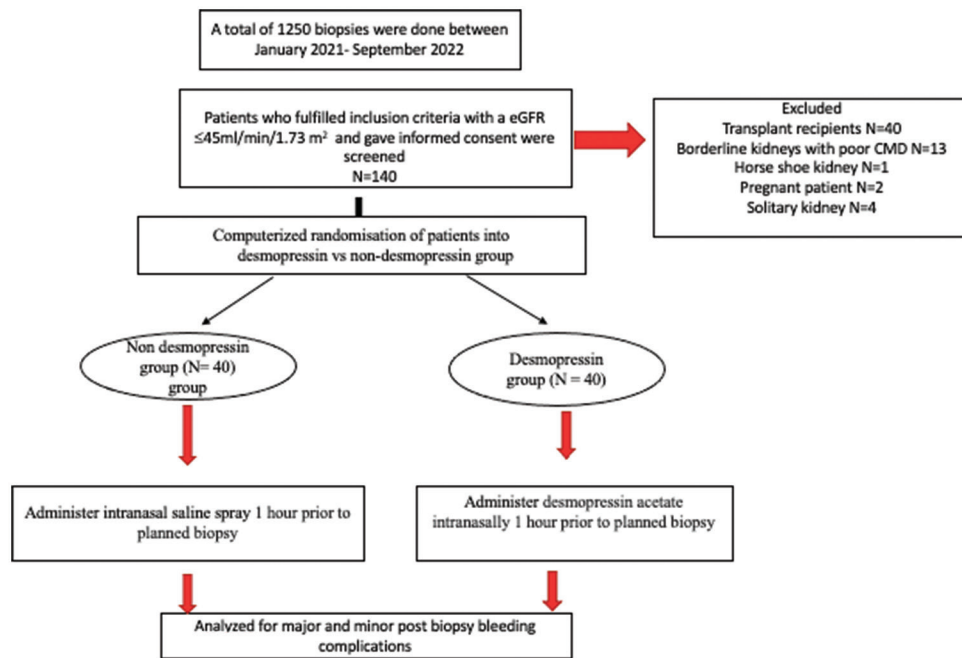 A total of 1250 biopsies were done between
January 2021- September 2022
Patients who fulfilled inclusion criteria with a eGFR
≤45ml/min/1.73 m² and gave informed consent were
screened
N=140
Excluded
Transplant recipients N=40
Borderline kidneys with poor CMD N=13
Horse shoe kidney N=1
Pregnant patient N=2
Solitary kidney N=4
Computerized randomisation of patients into
desmopressin vs non-desmopressin group
Non desmopressin
group (N= 40)
group
Desmopressin
group (N = 40)
Administer intranasal saline spray 1 hour prior to
planned biopsy
Administer desmopressin acetate
intranasally 1 hour prior to planned biopsy
Analyzed for major and minor post biopsy bleeding
complications